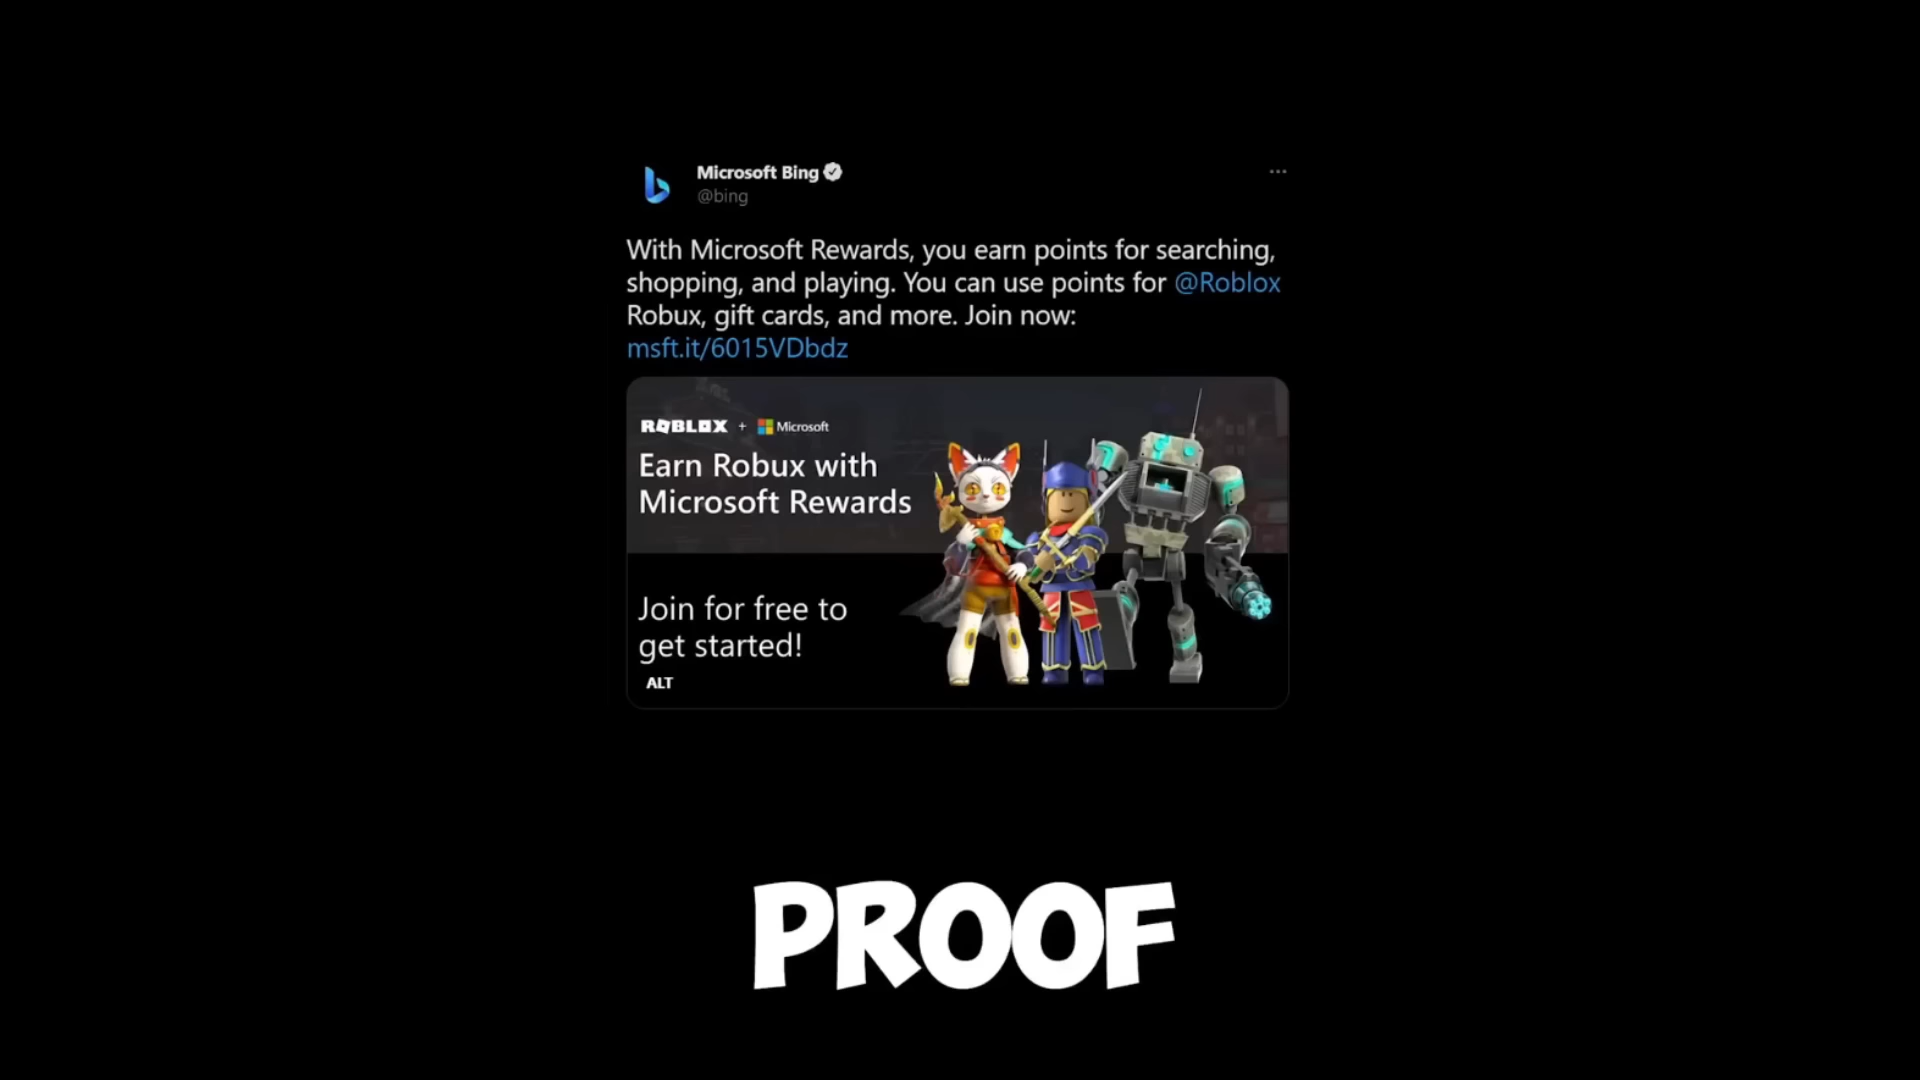 Microsoft Bing
@bing
With Microsoft Rewards, you earn points for searching,
shopping, and playing. You can use points for @Roblox
Robux, gift cards, and more. Join now:
msft.it/6015VDbdz
ROBLOX + Microsoft
Earn Robux with
Microsoft Rewards
Join for free to
get started!
ALT
PROOF